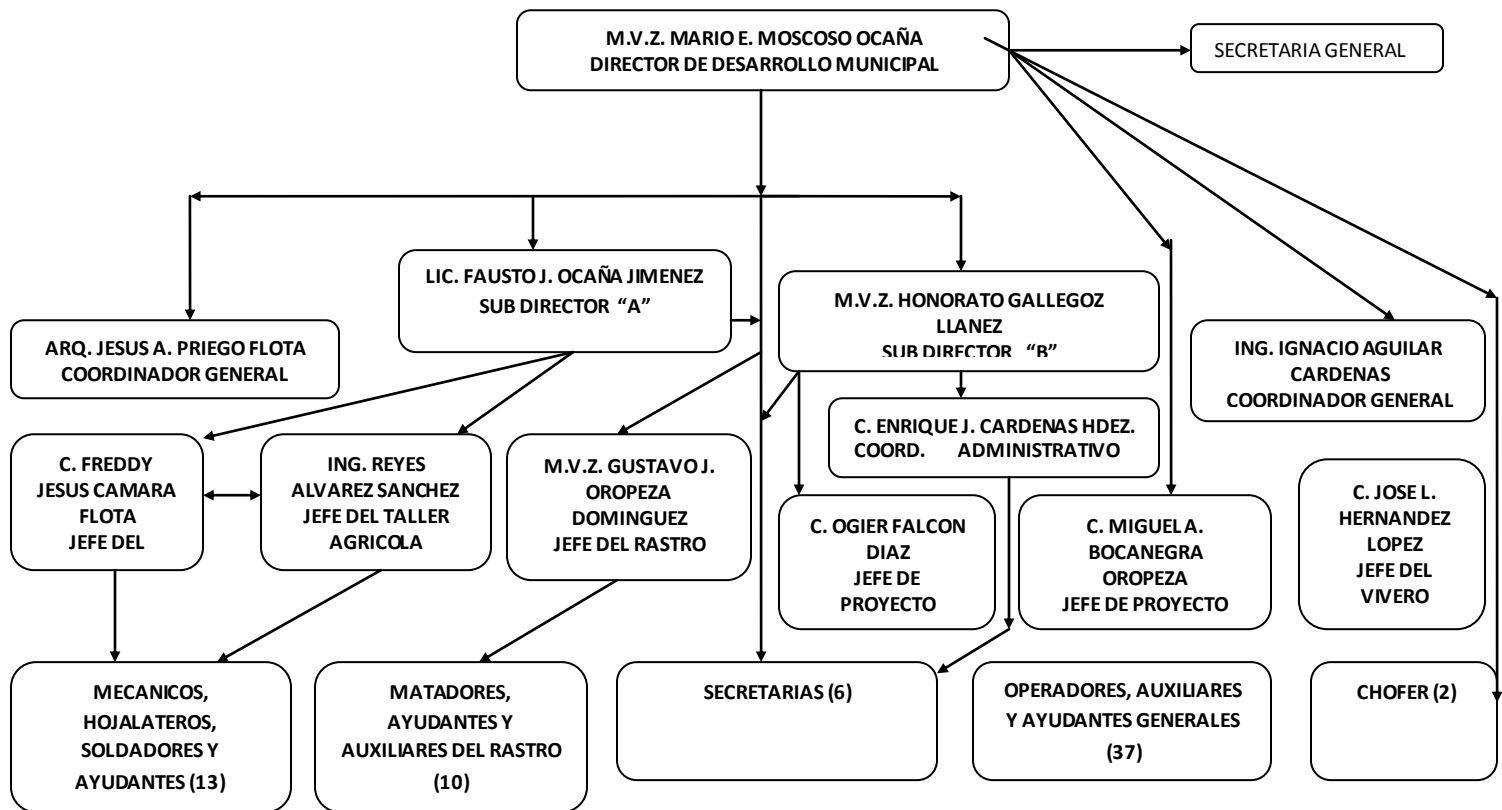 M.V.Z. MARIO E. MOSCOSO OCAÑA
DIRECTOR DE DESARROLLO MUNICIPAL
SECRETARIA GENERAL
LIC. FAUSTO J. OCAÑA JIMENEZ
SUB DIRECTOR “A”
M.V.Z. HONORATO GALLEGOZ
LLANEZ
SUB DIRECTOR “B”
ARQ. JESUS A. PRIEGO FLOTA
COORDINADOR GENERAL
ING. IGNACIO AGUILAR
CARDENAS
COORDINADOR GENERAL
C. ENRIQUE J. CARDENAS HDEZ.
COORD. ADMINISTRATIVO
C. FREDDY
JESUS CAMARA
FLOTA
JEFE DEL
ING. REYES
ALVAREZ SANCHEZ
JEFE DEL TALLER
AGRICOLA
M.V.Z. GUSTAVO J.
OROPEZA
DOMINGUEZ
JEFE DEL RASTRO
C. OGIER FALCON
DIAZ
JEFE DE
PROYECTO
C. MIGUEL A.
BOCANEGRA
OROPEZA
JEFE DE PROYECTO
C. JOSE L.
HERNANDEZ
LOPEZ
JEFE DEL
VIVERO
MECANICOS,
HOJALATEROS,
SOLDADORES Y
AYUDANTES (13)
MATADORES,
AYUDANTES Y
AUXILIARES DEL RASTRO
(10)
SECRETARIAS (6)
OPERADORES, AUXILIARES
Y AYUDANTES GENERALES
(37)
CHOFER (2)